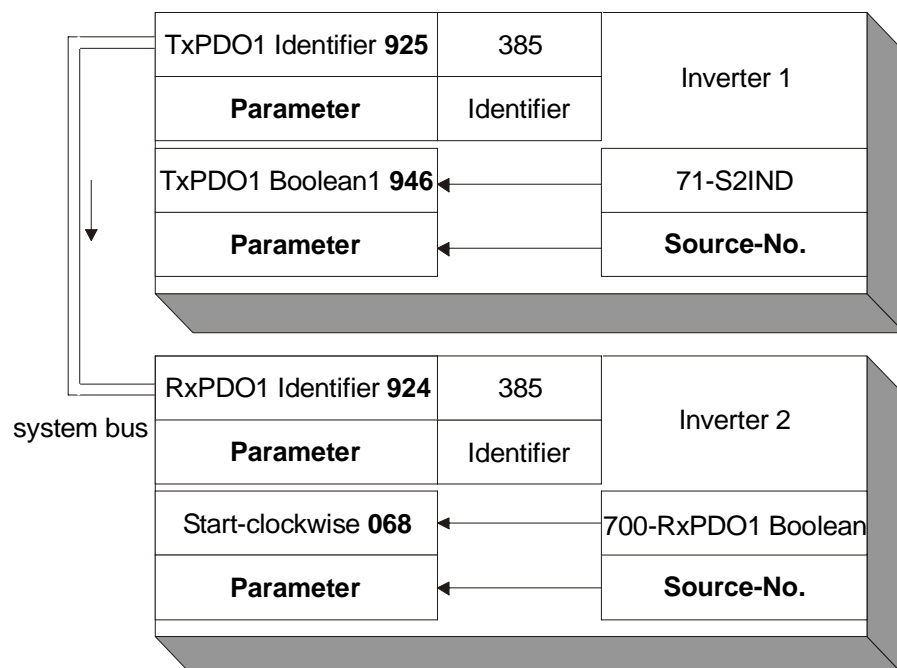 TxPDO1 Identifier 925
385
Inverter 1
Parameter
Identifier
TxPDO1 Boolean1 946
71-S2IND
Parameter
Source-No.
system bus
RxPDO1 Identifier 924
385
Inverter 2
Parameter
Identifier
Start-clockwise 068
700-RxPDO1 Boolean
Parameter
Source-No.